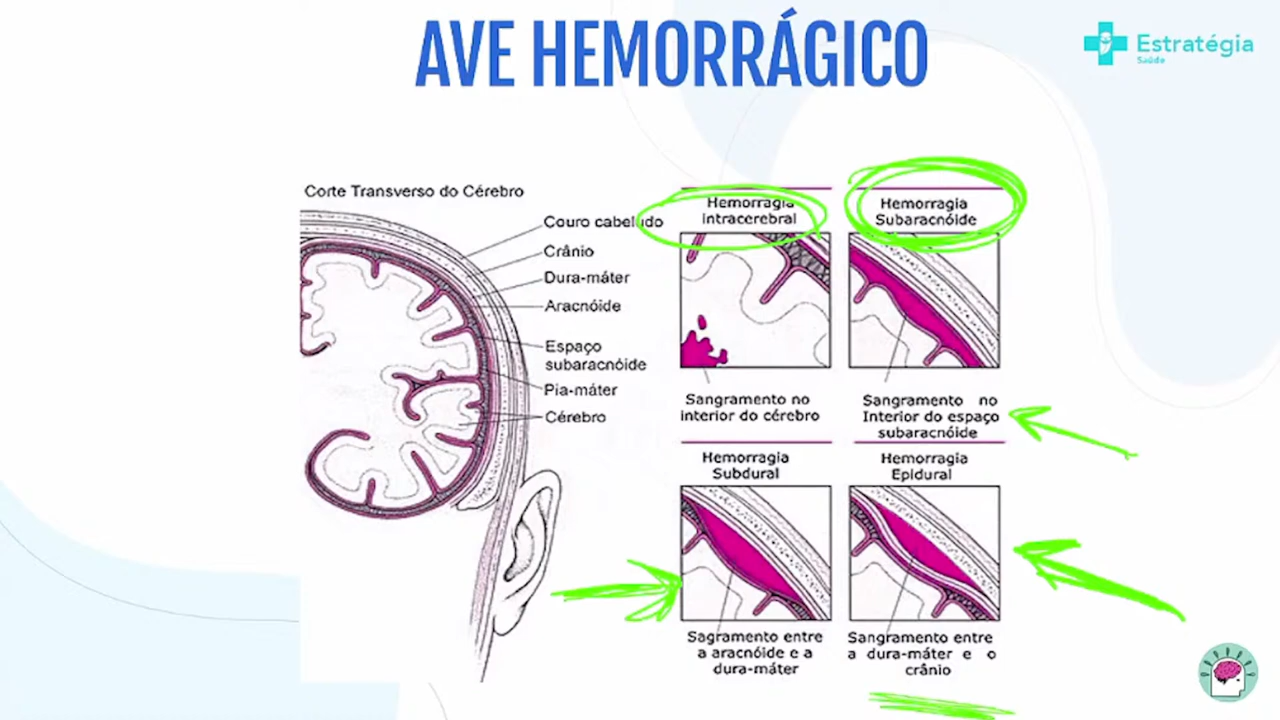 AVE HEMORRÁGICO
Estratégia
Saúde
Corte Transverso do Cérebro
Couro cabeludo
Crânio
Dura-máter
Aracnóide
Espaço
subaracnóide
Pia-máter
Cérebro
Hemorragia
intracerebral
Sangramento no
interior do cérebro
Hemorragia
Subaracnóide
Sangramento no
Interior do espaço
subaracnóide
Hemorragia
Subdural
Sagramento entre
a aracnóide e a
dura-máter
Hemorragia
Epidural
Sangramento entre
a dura-máter e o
crânio